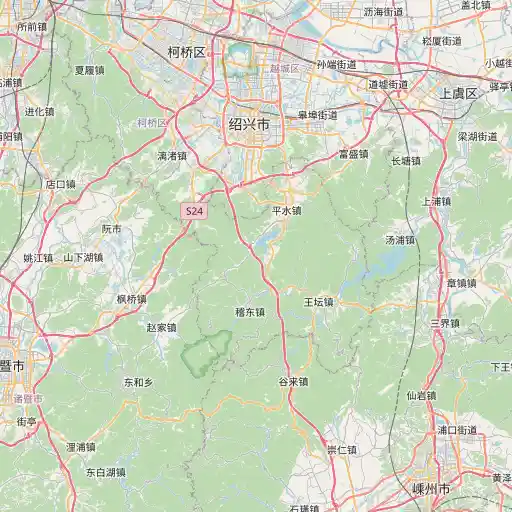 盖北镇
沥海街道
所前镇
崧厦街道
柯桥区
孙端街道
小越街
夏履镇
越城区
高浦镇
道墟街道
驿亭镇
上虞区
进化镇
皋埠街道
柯桥区
绍兴市
浦阳镇
梁湖街道
漓渚镇
富盛镇
长塘镇
店口镇
上浦镇
S24
平水镇
阮市
汤浦镇
姚江镇
山下湖镇
章镇镇
枫桥镇
王坛镇
稽东镇
赵家镇
三界镇
暨市
下王镇
东和乡
谷来镇
诸暨市
仙岩镇
街亭
浦口街道
浬浦镇
崇仁镇
东白湖镇
黄泽
嵊州市
石璜镇